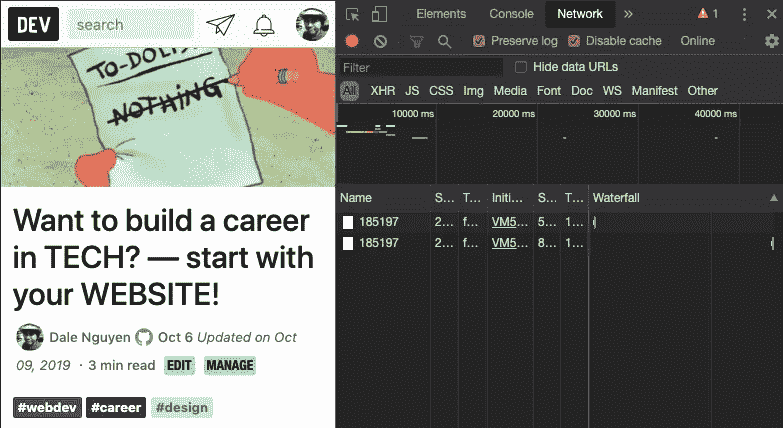 DEV search
TO-DO LIST
NOTHING
Want to build a career
in TECH? — start with
your WEBSITE!
Dale Nguyen Oct 6 Updated on Oct
09, 2019 · 3 min read EDIT MANAGE
#webdev #career #design
Elements Console Network » 1
Preserve log Disable cache Online
Filter Hide data URLs
All XHR JS CSS Img Media Font Doc WS Manifest Other
10000 ms 20000 ms 30000 ms 40000 ms
Name S... T... Initi... S... T... Waterfall
185197 2... f... VM5... 5... 1...
185197 2... f... VM5... 8... 1...